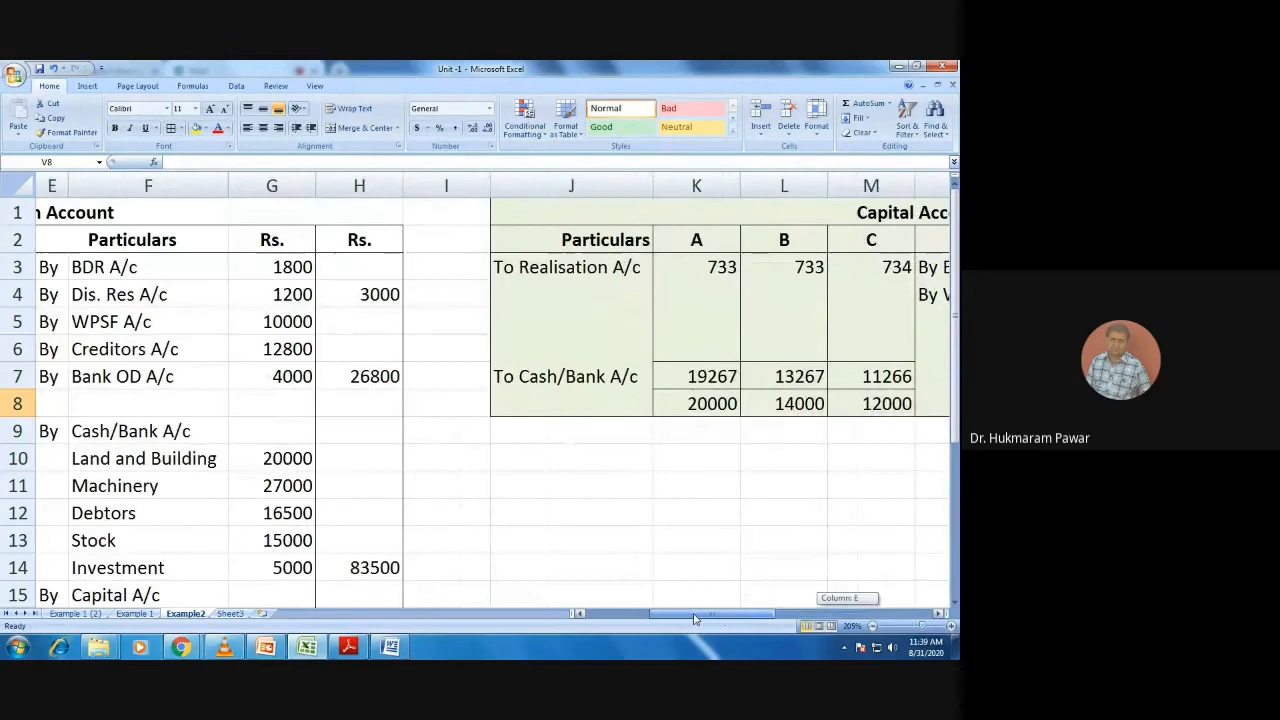 Unit -1 - Microsoft Excel
Home Insert Page Layout Formulas Data Review View
Paste Cut Copy Format Painter Clipboard
Calibri 11 Font
Wrap Text Merge & Center Alignment
General Number
Conditional Formatting Format as Table Normal Bad Good Neutral Styles
Insert Delete Format Cells
AutoSum Fill Clear Sort & Filter Find & Select Editing
V8 fx
E F G H I J K L M
1 n Account Capital Acc
2 Particulars Rs. Rs. Particulars A B C
3 By BDR A/c 1800 To Realisation A/c 733 733 734 By
4 By Dis. Res A/c 1200 3000 By
5 By WPSF A/c 10000
6 By Creditors A/c 12800
7 By Bank OD A/c 4000 26800 To Cash/Bank A/c 19267 13267 11266
8 20000 14000 12000
9 By Cash/Bank A/c
10 Land and Building 20000
11 Machinery 27000
12 Debtors 16500
13 Stock 15000
14 Investment 5000 83500
15 By Capital A/c
Column: E
Example 1 (2) Example 1 Example2 Sheet3
Ready 205%
11:39 AM
8/31/2020
Dr. Hukmaram Pawar